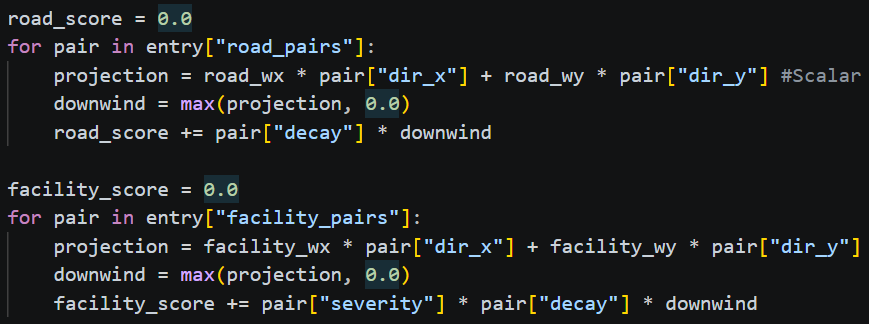 road_score = 0.0
for pair in entry["road_pairs"]:
    projection = road_wx * pair["dir_x"] + road_wy * pair["dir_y"] #Scalar
    downwind = max(projection, 0.0)
    road_score += pair["decay"] * downwind

facility_score = 0.0
for pair in entry["facility_pairs"]:
    projection = facility_wx * pair["dir_x"] + facility_wy * pair["dir_y"]
    downwind = max(projection, 0.0)
    facility_score += pair["severity"] * pair["decay"] * downwind